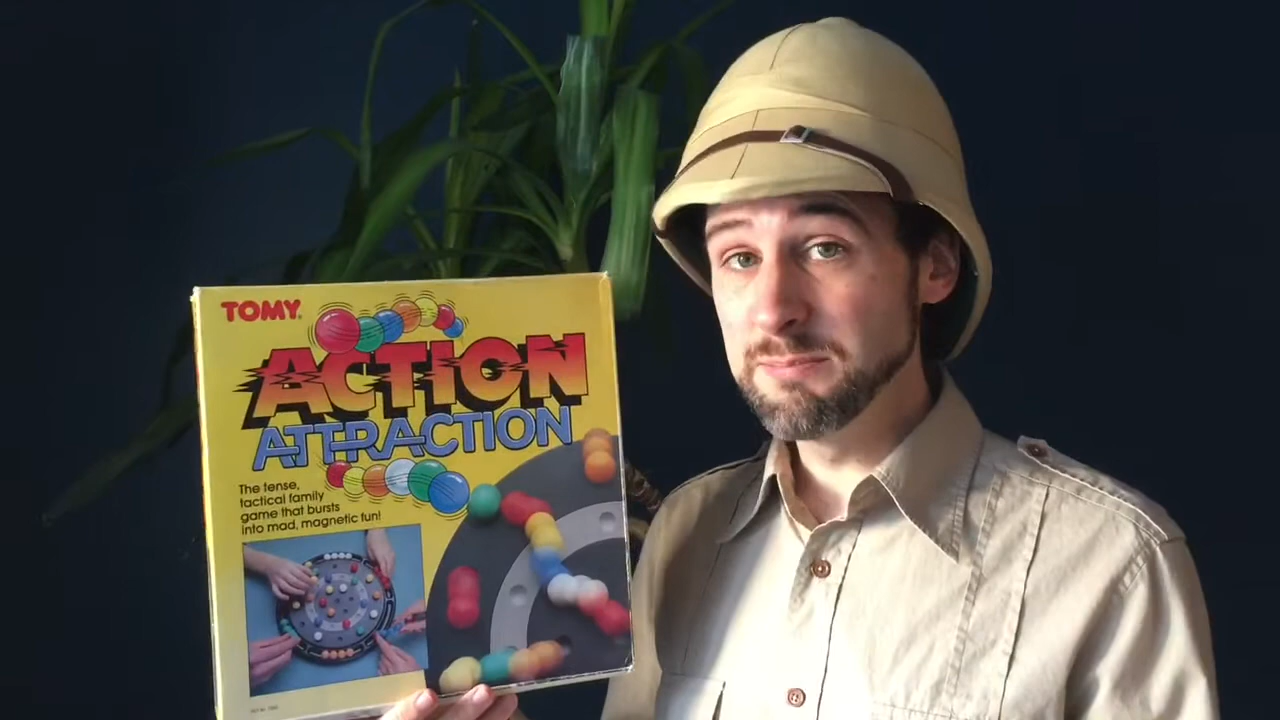 TOMY
ACTION
ATTRACTION
The tense,
tactical family
game that bursts
into mad, magnetic fun!